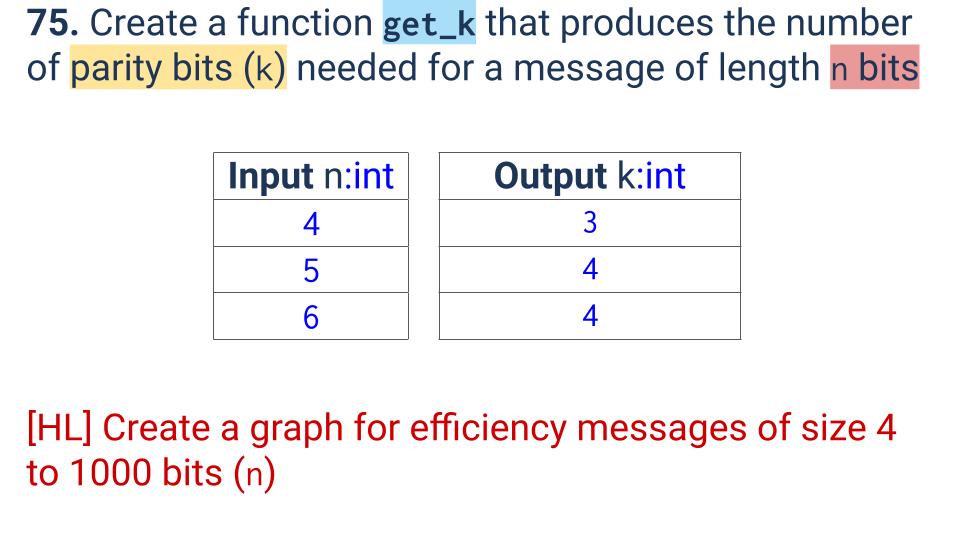 75. Create a function get_k that produces the number
of parity bits (k) needed for a message of length n bits
Input n:int Output k:int
4 3
5 4
6 4
[HL] Create a graph for efficiency messages of size 4
to 1000 bits (n)